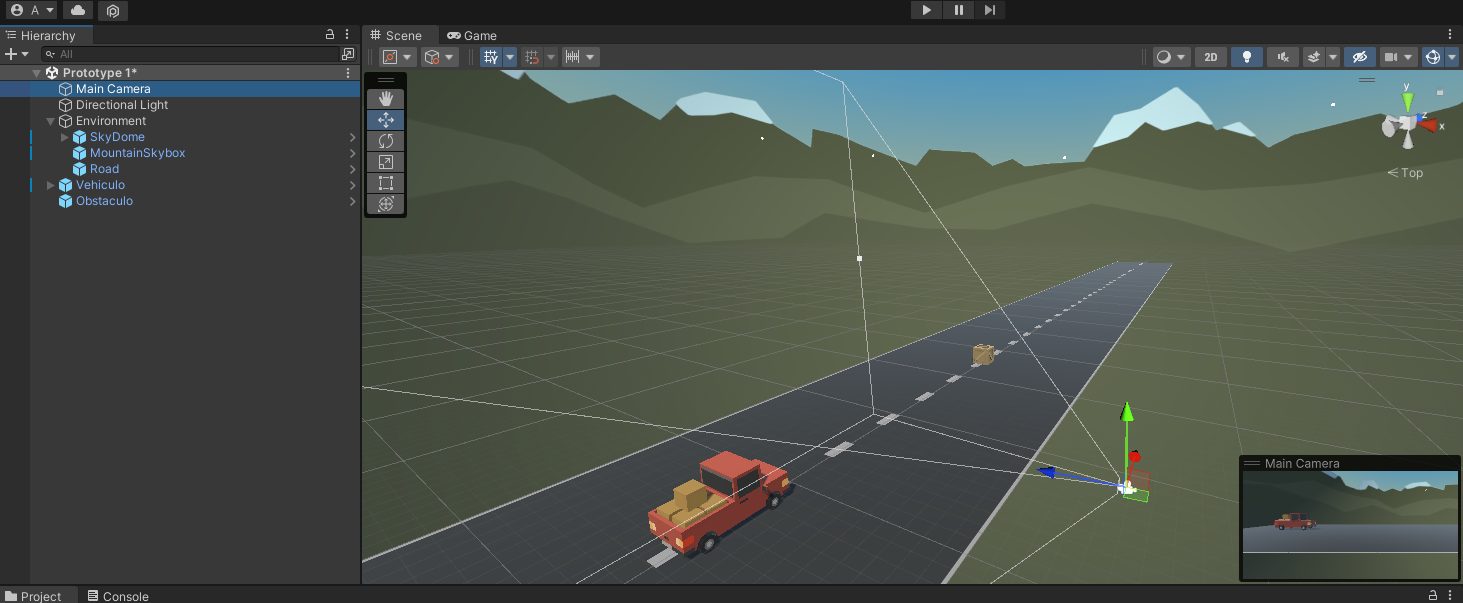 A
Hierarchy
All
Prototype 1*
Main Camera
Directional Light
Environment
SkyDome
MountainSkybox
Road
Vehiculo
Obstaculo
Scene
Game
2D
y
z
x
Top
Main Camera
Project
Console